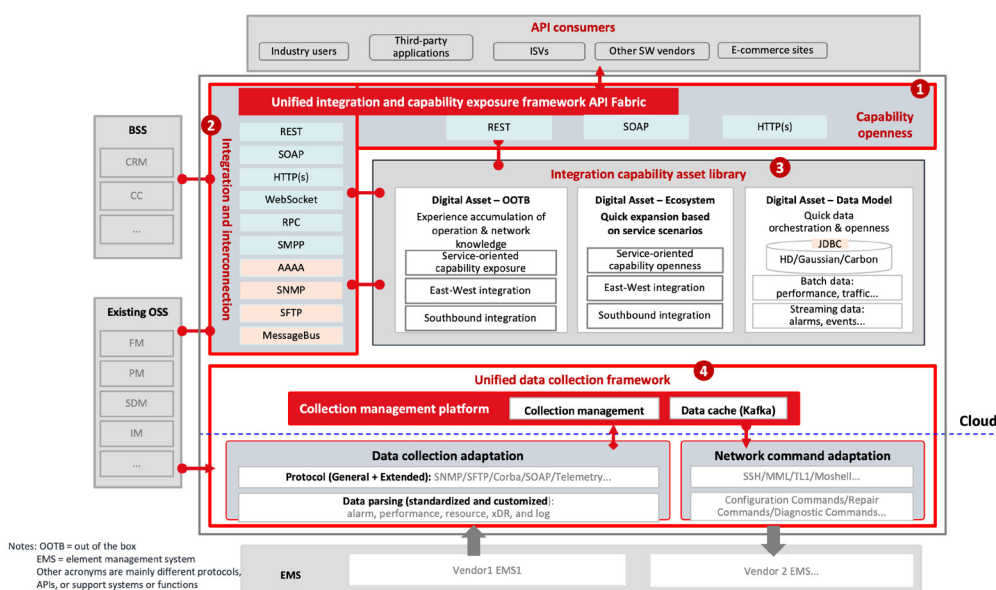 API consumers
Industry users
Third-party
applications
ISVs
Other SW vendors
E-commerce sites
1
Unified integration and capability exposure framework API Fabric
REST
SOAP
HTTP(s)
Capability
openness
2
Integration and interconnection
REST
SOAP
HTTP(s)
WebSocket
RPC
SMPP
AAAA
SNMP
SFTP
MessageBus
BSS
CRM
CC
...
Existing OSS
FM
PM
SDM
IM
...
3
Integration capability asset library
Digital Asset – OOTB
Experience accumulation of
operation & network
knowledge
Service-oriented
capability exposure
East-West integration
Southbound integration
Digital Asset – Ecosystem
Quick expansion based
on service scenarios
Service-oriented
capability openness
East-West integration
Southbound integration
Digital Asset – Data Model
Quick data
orchestration & openness
JDBC
HD/Gaussian/Carbon
Batch data:
performance, traffic...
Streaming data:
alarms, events...
4
Unified data collection framework
Collection management platform
Collection management
Data cache (Kafka)
Cloud
Data collection adaptation
Protocol (General + Extended): SNMP/SFTP/Corba/SOAP/Telemetry...
Data parsing (standardized and customized):
alarm, performance, resource, xDR, and log
Network command adaptation
SSH/MML/TL1/Moshell...
Configuration Commands/Repair
Commands/Diagnostic Commands...
EMS
Vendor1 EMS1
Vendor 2 EMS...
Notes: OOTB = out of the box
EMS = element management system
Other acronyms are mainly different protocols,
APIs, or support systems or functions